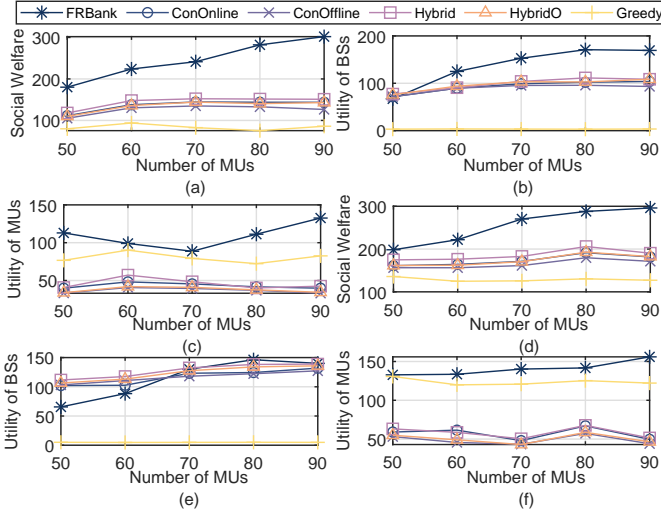 FRBank ConOnline ConOffline Hybrid HybridO Greedy
Social Welfare
300
200
100
50 60 70 80 90
Number of MUs
(a)
Utility of BSs
200
100
0
50 60 70 80 90
Number of MUs
(b)
Utility of MUs
150
100
50
50 60 70 80 90
Number of MUs
(c)
Social Welfare
300
200
100
50 60 70 80 90
Number of MUs
(d)
Utility of BSs
150
100
50
0
50 60 70 80 90
Number of MUs
(e)
Utility of MUs
150
100
50
50 60 70 80 90
Number of MUs
(f)